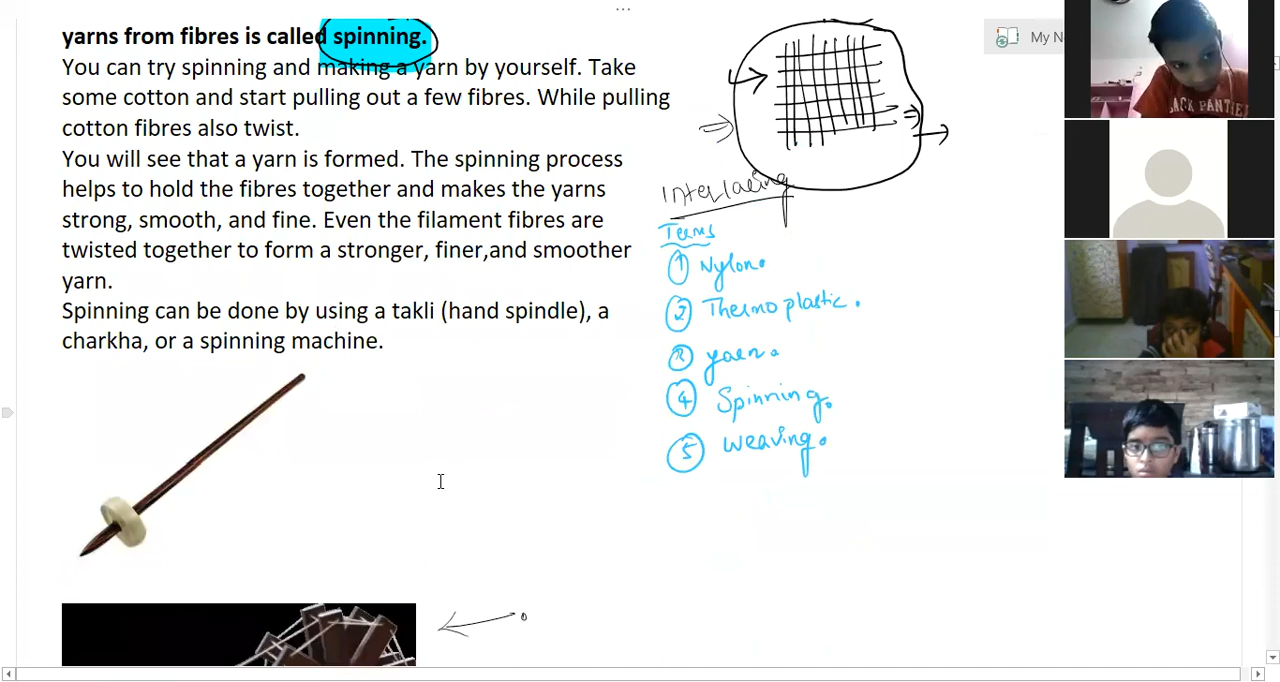 yarns from fibres is called spinning.
You can try spinning and making a yarn by yourself. Take
some cotton and start pulling out a few fibres. While pulling
cotton fibres also twist.
You will see that a yarn is formed. The spinning process
helps to hold the fibres together and makes the yarns
strong, smooth, and fine. Even the filament fibres are
twisted together to form a stronger, finer,and smoother
yarn.
Spinning can be done by using a takli (hand spindle), a
charkha, or a spinning machine.
Interlacing
Terms
1 Nylon.
2 Thermoplastic.
3 yarn.
4 Spinning.
5 weaving.
My N